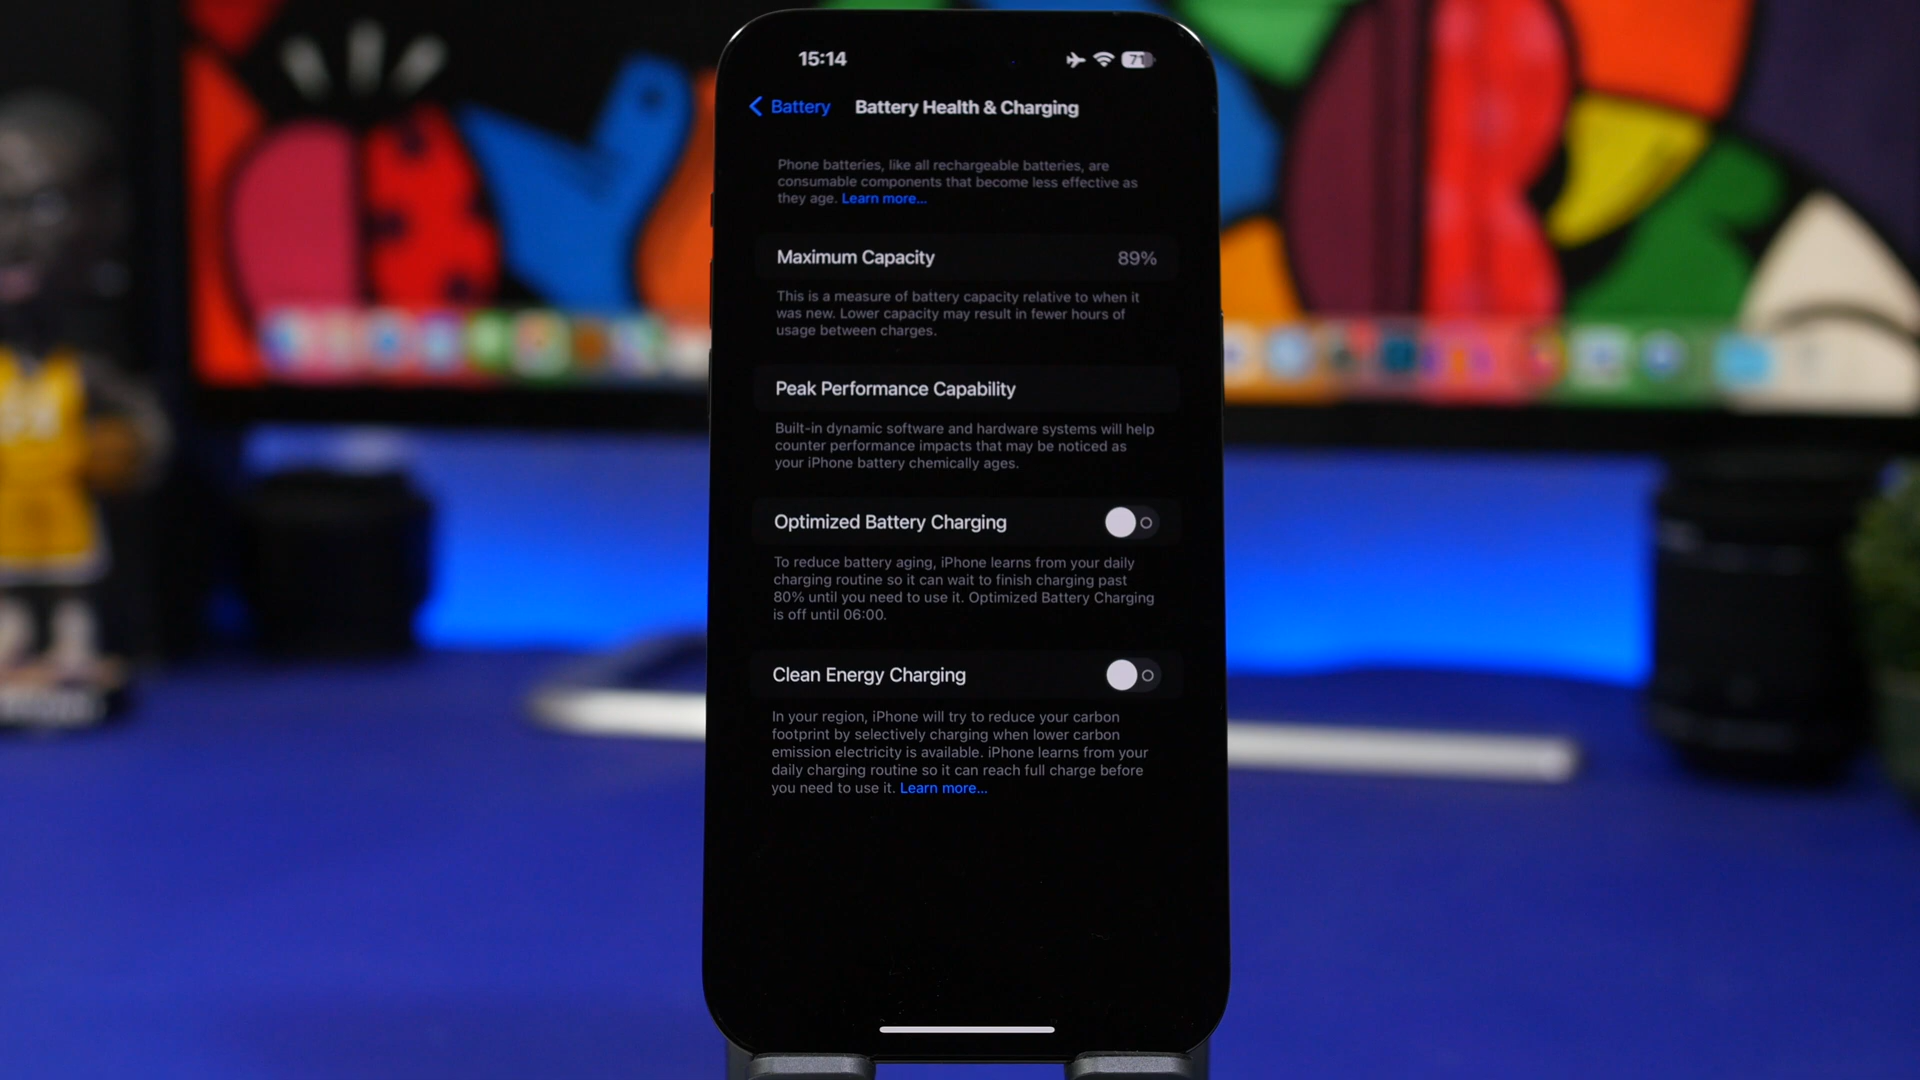 15:14
71
Battery
Battery Health & Charging
Phone batteries, like all rechargeable batteries, are
consumable components that become less effective as
they age. Learn more...
Maximum Capacity
89%
This is a measure of battery capacity relative to when it
was new. Lower capacity may result in fewer hours of
usage between charges.
Peak Performance Capability
Built-in dynamic software and hardware systems will help
counter performance impacts that may be noticed as
your iPhone battery chemically ages.
Optimized Battery Charging
To reduce battery aging, iPhone learns from your daily
charging routine so it can wait to finish charging past
80% until you need to use it. Optimized Battery Charging
is off until 06:00.
Clean Energy Charging
In your region, iPhone will try to reduce your carbon
footprint by selectively charging when lower carbon
emission electricity is available. iPhone learns from your
daily charging routine so it can reach full charge before
you need to use it. Learn more...